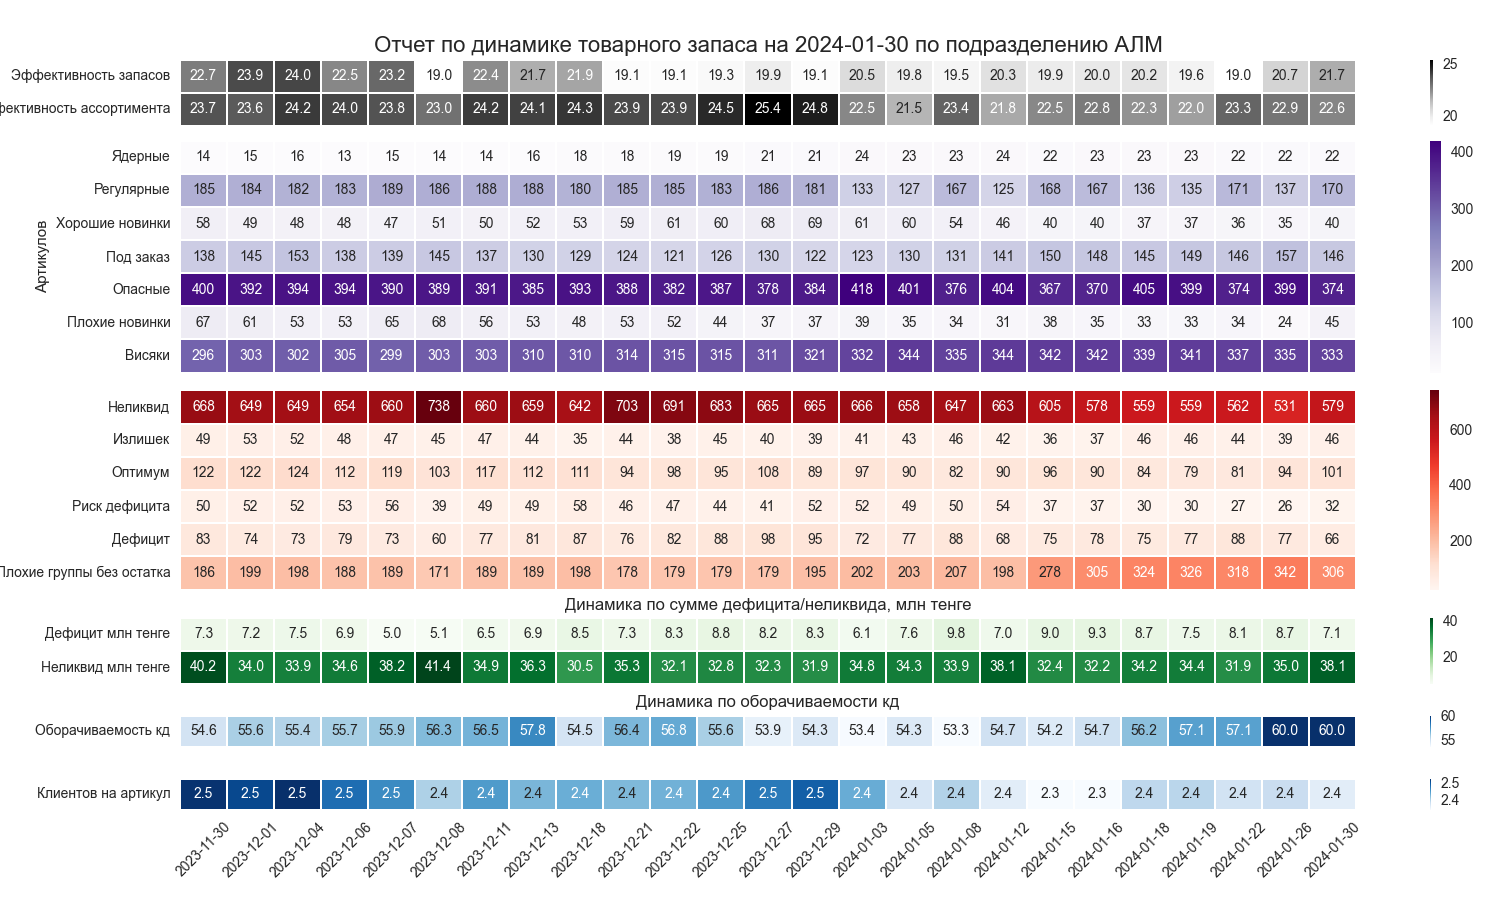 Отчет по динамике товарного запаса на 2024-01-30 по подразделению АЛМ
Эффективность запасов 22.7 23.9 24.0 22.5 23.2 19.0 22.4 21.7 21.9 19.1 19.1 19.3 19.9 19.1 20.5 19.8 19.5 20.3 19.9 20.0 20.2 19.6 19.0 20.7 21.7
фективность ассортимента 23.7 23.6 24.2 24.0 23.8 23.0 24.2 24.1 24.3 23.9 23.9 24.5 25.4 24.8 22.5 21.5 23.4 21.8 22.5 22.8 22.3 22.0 23.3 22.9 22.6
25
20
Артикулов
Ядерные 14 15 16 13 15 14 14 16 18 18 19 19 21 21 24 23 23 24 22 23 23 23 22 22 22
Регулярные 185 184 182 183 189 186 188 188 180 185 185 183 186 181 133 127 167 125 168 167 136 135 171 137 170
Хорошие новинки 58 49 48 48 47 51 50 52 53 59 61 60 68 69 61 60 54 46 40 40 37 37 36 35 40
Под заказ 138 145 153 138 139 145 137 130 129 124 121 126 130 122 123 130 131 141 150 148 145 149 146 157 146
Опасные 400 392 394 394 390 389 391 385 393 388 382 387 378 384 418 401 376 404 367 370 405 399 374 399 374
Плохие новинки 67 61 53 53 65 68 56 53 48 53 52 44 37 37 39 35 34 31 38 35 33 33 34 24 45
Висяки 296 303 302 305 299 303 303 310 310 314 315 315 311 321 332 344 335 344 342 342 339 341 337 335 333
400
300
200
100
Неликвид 668 649 649 654 660 738 660 659 642 703 691 683 665 665 666 658 647 663 605 578 559 559 562 531 579
Излишек 49 53 52 48 47 45 47 44 35 44 38 45 40 39 41 43 46 42 36 37 46 46 44 39 46
Оптимум 122 122 124 112 119 103 117 112 111 94 98 95 108 89 97 90 82 90 96 90 84 79 81 94 101
Риск дефицита 50 52 52 53 56 39 49 49 58 46 47 44 41 52 52 49 50 54 37 37 30 30 27 26 32
Дефицит 83 74 73 79 73 60 77 81 87 76 82 88 98 95 72 77 88 68 75 78 75 77 88 77 66
Плохие группы без остатка 186 199 198 188 189 171 189 189 198 178 179 179 179 195 202 203 207 198 278 305 324 326 318 342 306
600
400
200
Динамика по сумме дефицита/неликвида, млн тенге
Дефицит млн тенге 7.3 7.2 7.5 6.9 5.0 5.1 6.5 6.9 8.5 7.3 8.3 8.8 8.2 8.3 6.1 7.6 9.8 7.0 9.0 9.3 8.7 7.5 8.1 8.7 7.1
Неликвид млн тенге 40.2 34.0 33.9 34.6 38.2 41.4 34.9 36.3 30.5 35.3 32.1 32.8 32.3 31.9 34.8 34.3 33.9 38.1 32.4 32.2 34.2 34.4 31.9 35.0 38.1
40
20
Динамика по оборачиваемости кд
Оборачиваемость кд 54.6 55.6 55.4 55.7 55.9 56.3 56.5 57.8 54.5 56.4 56.8 55.6 53.9 54.3 53.4 54.3 53.3 54.7 54.2 54.7 56.2 57.1 57.1 60.0 60.0
60
55
Клиентов на артикул 2.5 2.5 2.5 2.5 2.5 2.4 2.4 2.4 2.4 2.4 2.4 2.4 2.5 2.5 2.4 2.4 2.4 2.4 2.3 2.3 2.4 2.4 2.4 2.4 2.4
2.5
2.4
2023-11-30 2023-12-01 2023-12-04 2023-12-06 2023-12-07 2023-12-08 2023-12-11 2023-12-13 2023-12-18 2023-12-21 2023-12-22 2023-12-25 2023-12-27 2023-12-29 2024-01-03 2024-01-05 2024-01-08 2024-01-12 2024-01-15 2024-01-16 2024-01-18 2024-01-19 2024-01-22 2024-01-26 2024-01-30